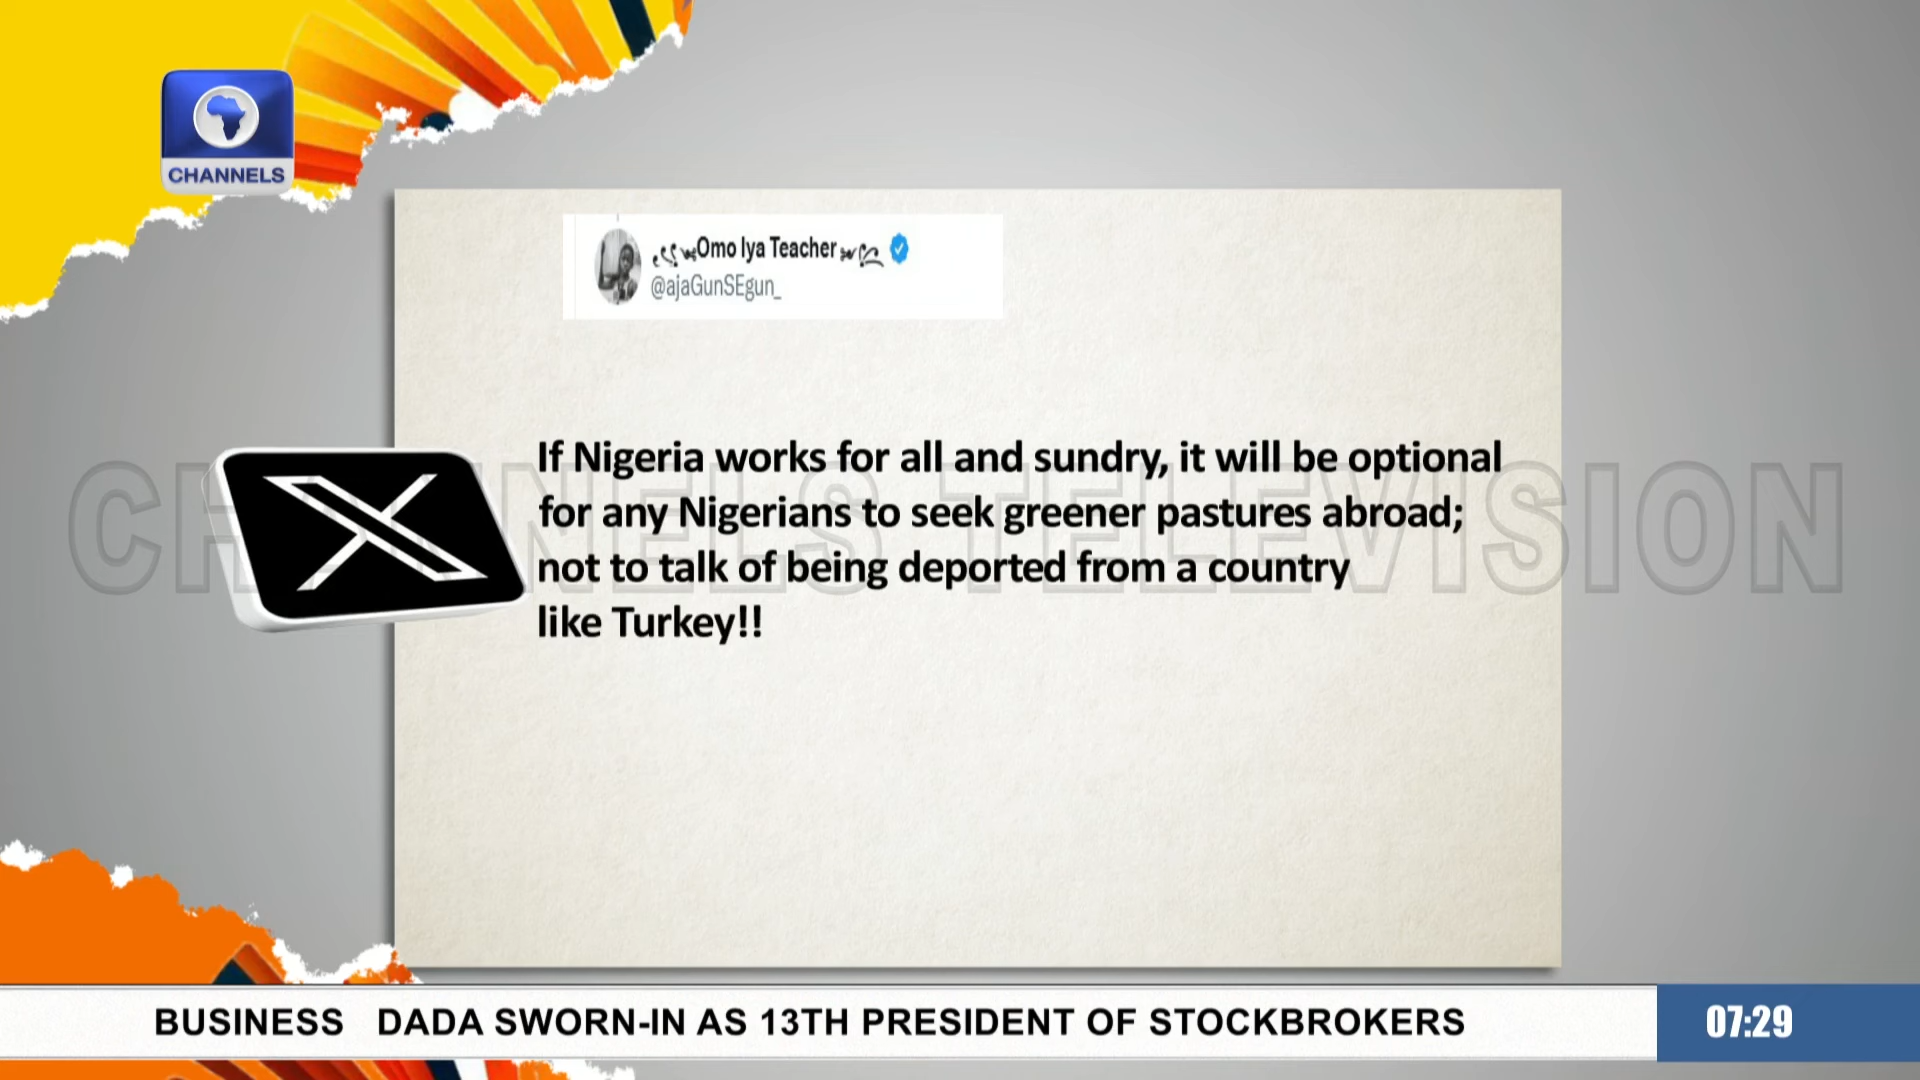 CHANNELS
Omo Iya Teacher
@ajaGunSEgun_
If Nigeria works for all and sundry, it will be optional
for any Nigerians to seek greener pastures abroad;
not to talk of being deported from a country
like Turkey!!
CHANNELS TELEVISION
BUSINESS DADA SWORN-IN AS 13TH PRESIDENT OF STOCKBROKERS
07:29